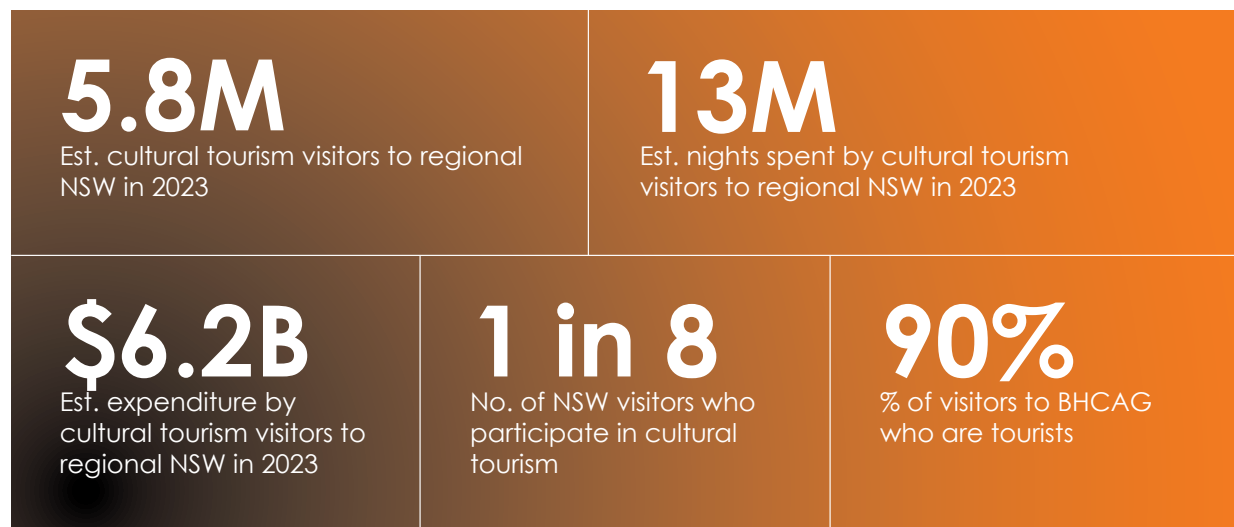 5.8M
Est. cultural tourism visitors to regional
NSW in 2023
13M
Est. nights spent by cultural tourism
visitors to regional NSW in 2023
$6.2B
Est. expenditure by
cultural tourism visitors to
regional NSW in 2023
1 in 8
No. of NSW visitors who
participate in cultural
tourism
90%
% of visitors to BHCAG
who are tourists